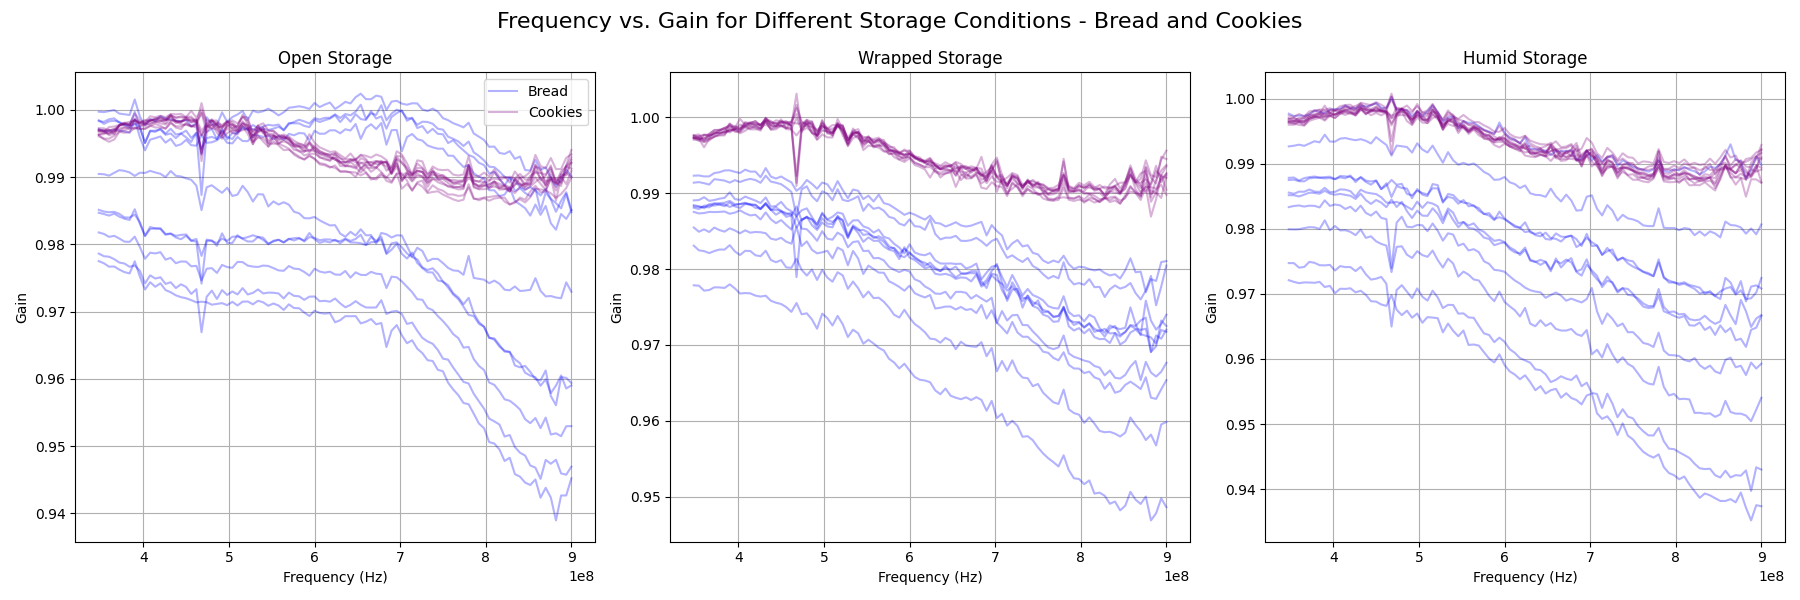 Frequency vs. Gain for Different Storage Conditions - Bread and Cookies
Open Storage
Bread
Cookies
1.00
0.99
0.98
0.97
0.96
0.95
0.94
Gain
4 5 6 7 8 9
1e8
Frequency (Hz)
Wrapped Storage
1.00
0.99
0.98
0.97
0.96
0.95
Gain
4 5 6 7 8 9
1e8
Frequency (Hz)
Humid Storage
1.00
0.99
0.98
0.97
0.96
0.95
0.94
Gain
4 5 6 7 8 9
1e8
Frequency (Hz)